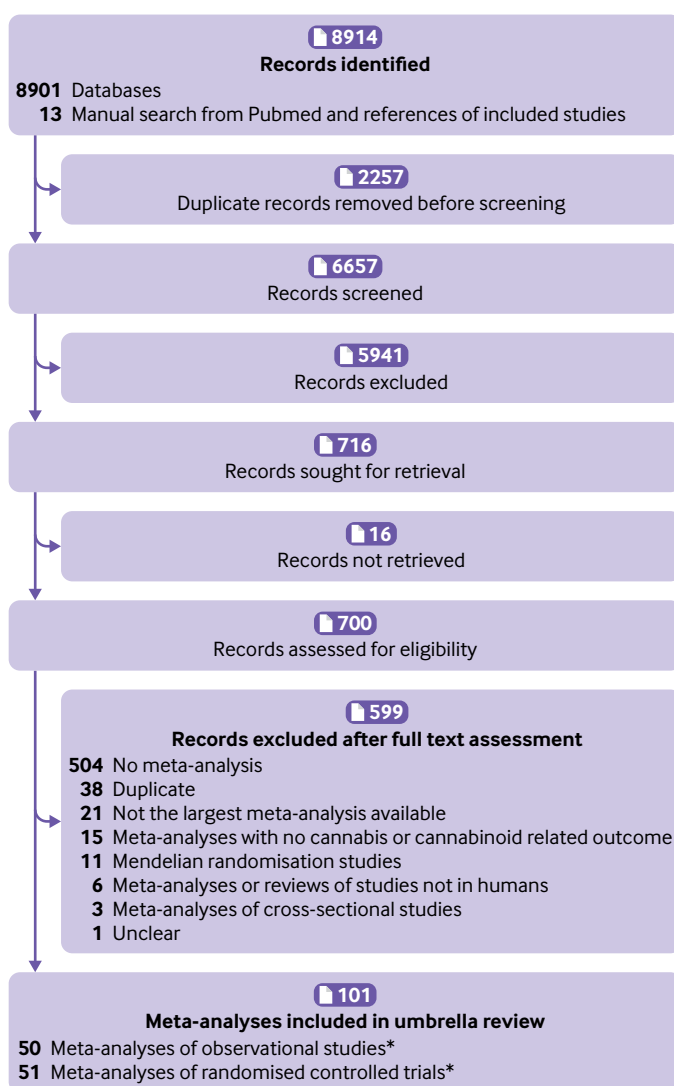 8914
Records identified
8901 Databases
13 Manual search from Pubmed and references of included studies
2257
Duplicate records removed before screening
6657
Records screened
5941
Records excluded
716
Records sought for retrieval
16
Records not retrieved
700
Records assessed for eligibility
599
Records excluded after full text assessment
504 No meta-analysis
38 Duplicate
21 Not the largest meta-analysis available
15 Meta-analyses with no cannabis or cannabinoid related outcome
11 Mendelian randomisation studies
6 Meta-analyses or reviews of studies not in humans
3 Meta-analyses of cross-sectional studies
1 Unclear
101
Meta-analyses included in umbrella review
50 Meta-analyses of observational studies*
51 Meta-analyses of randomised controlled trials*